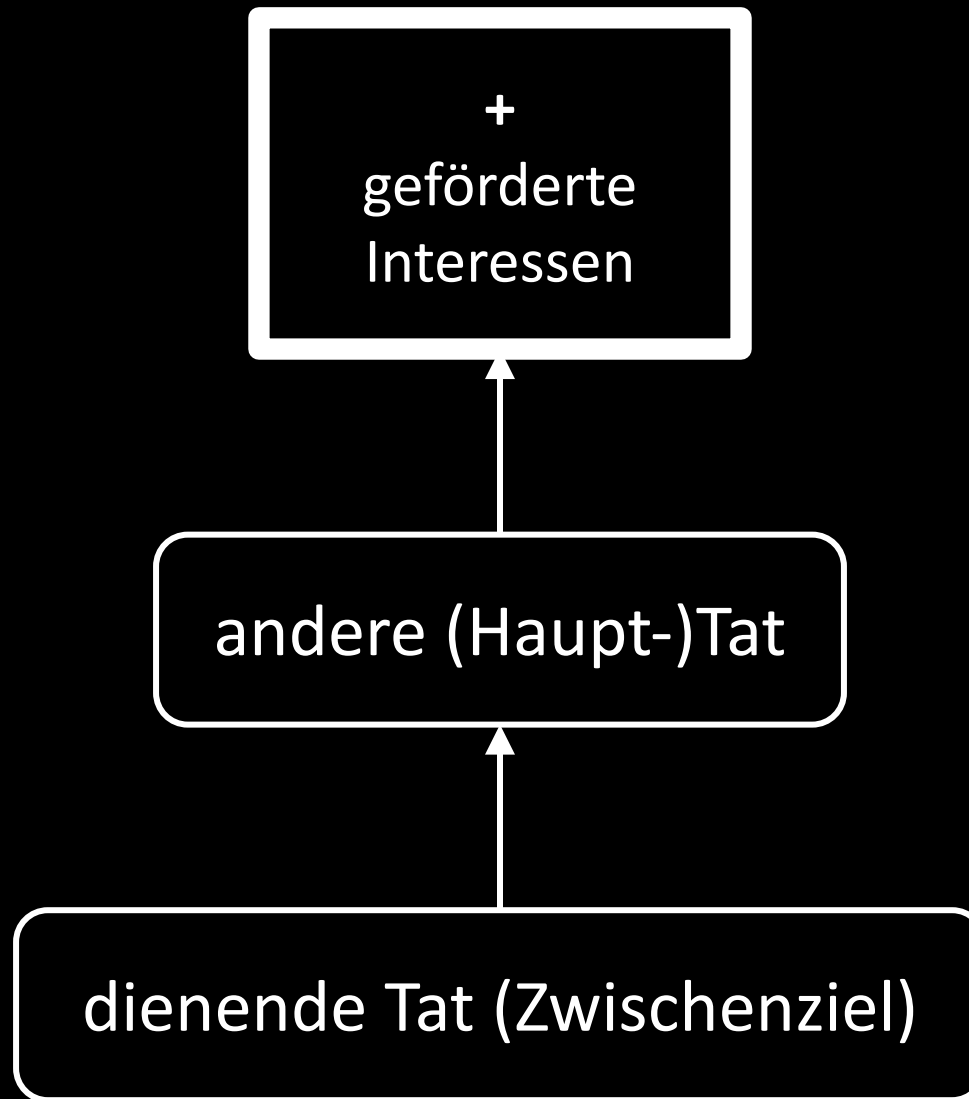 +
geförderte
Interessen
andere (Haupt-)Tat
dienende Tat (Zwischenziel)